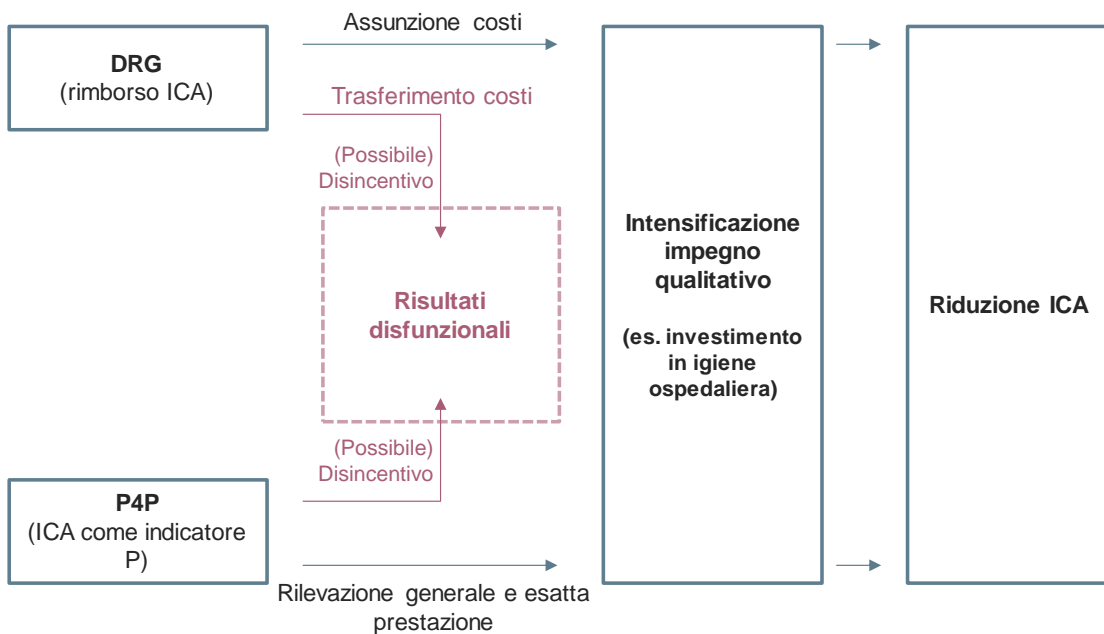 Assunzione costi
DRG
(rimborso ICA)
Trasferimento costi
(Possibile)
Disincentivo
Risultati
disfunzionali
(Possibile)
Disincentivo
P4P
(ICA come indicatore
P)
Rilevazione generale e esatta
prestazione
Intensificazione
impegno
qualitativo
(es. investimento
in igiene
ospedaliera)
Riduzione ICA